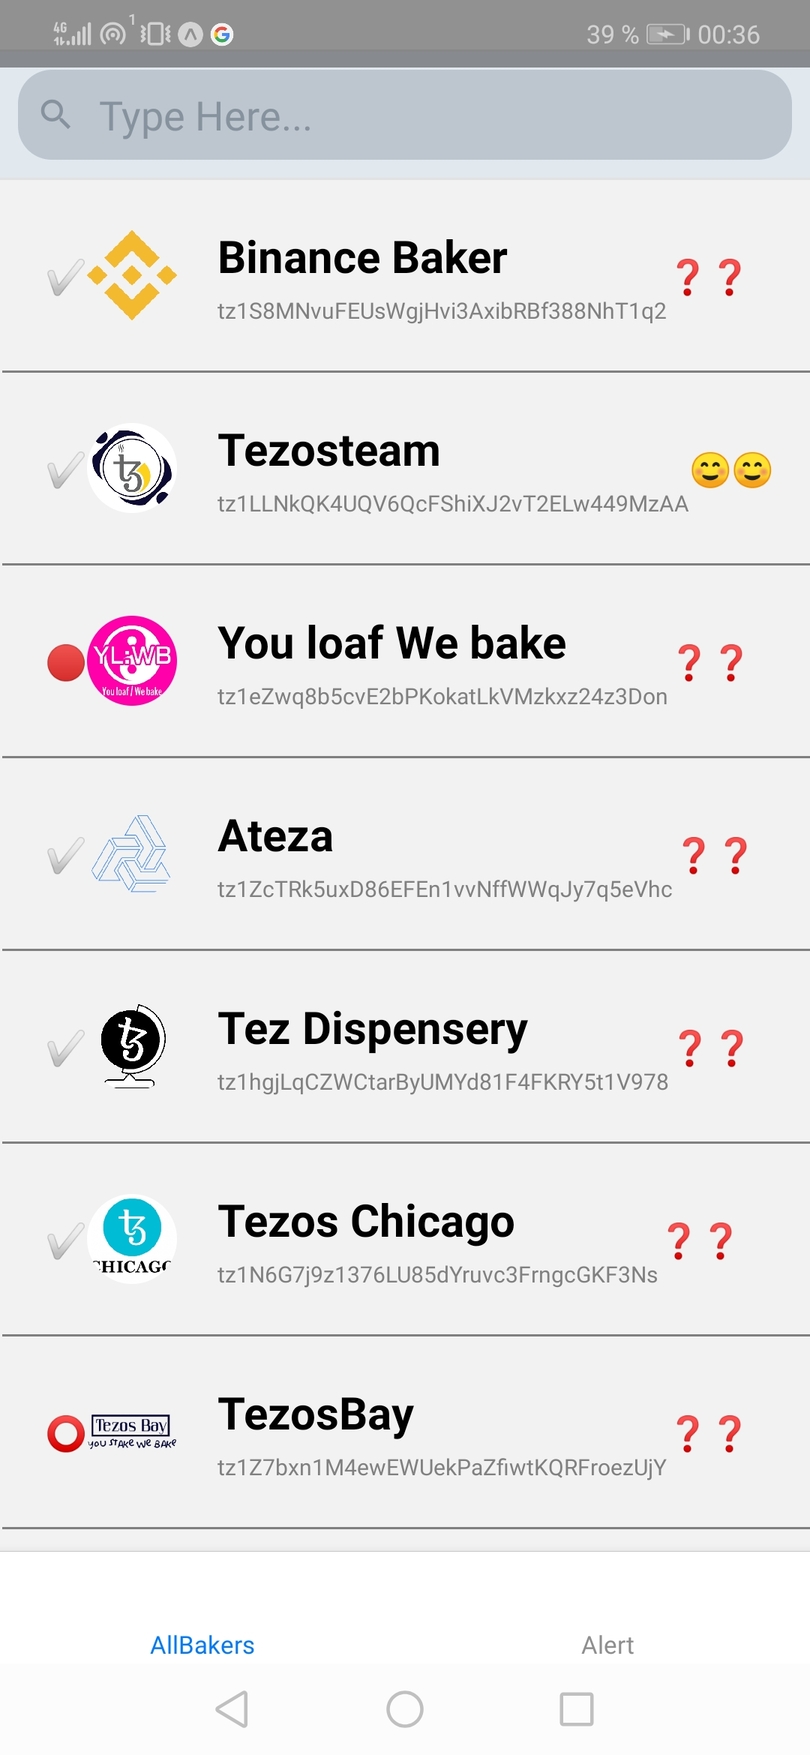 4G 1 39 % 00:36
Type Here...
Binance Baker
tz1S8MNvuFEUsWgjHvi3AxibRBf388NhT1q2
❓❓
Tezosteam
tz1LLNkQK4UQV6QcFShiXJ2vT2ELw449MzAA
😊😊
YL:WB
You loaf / We bake
You loaf We bake
tz1eZwq8b5cvE2bPKokatLkVMzkxz24z3Don
❓❓
Ateza
tz1ZcTRk5uxD86EFEn1vvNffWWqJy7q5eVhc
❓❓
Tez Dispensery
tz1hgjLqCZWCtarByUMYd81F4FKRY5t1V978
❓❓
CHICAGO
Tezos Chicago
tz1N6G7j9z1376LU85dYruvc3FrngcGKF3Ns
❓❓
Tezos Bay
YOU STAKE WE BAKE
TezosBay
tz1Z7bxn1M4ewEWUekPaZfiwtKQRFroezUjY
❓❓
AllBakers Alert